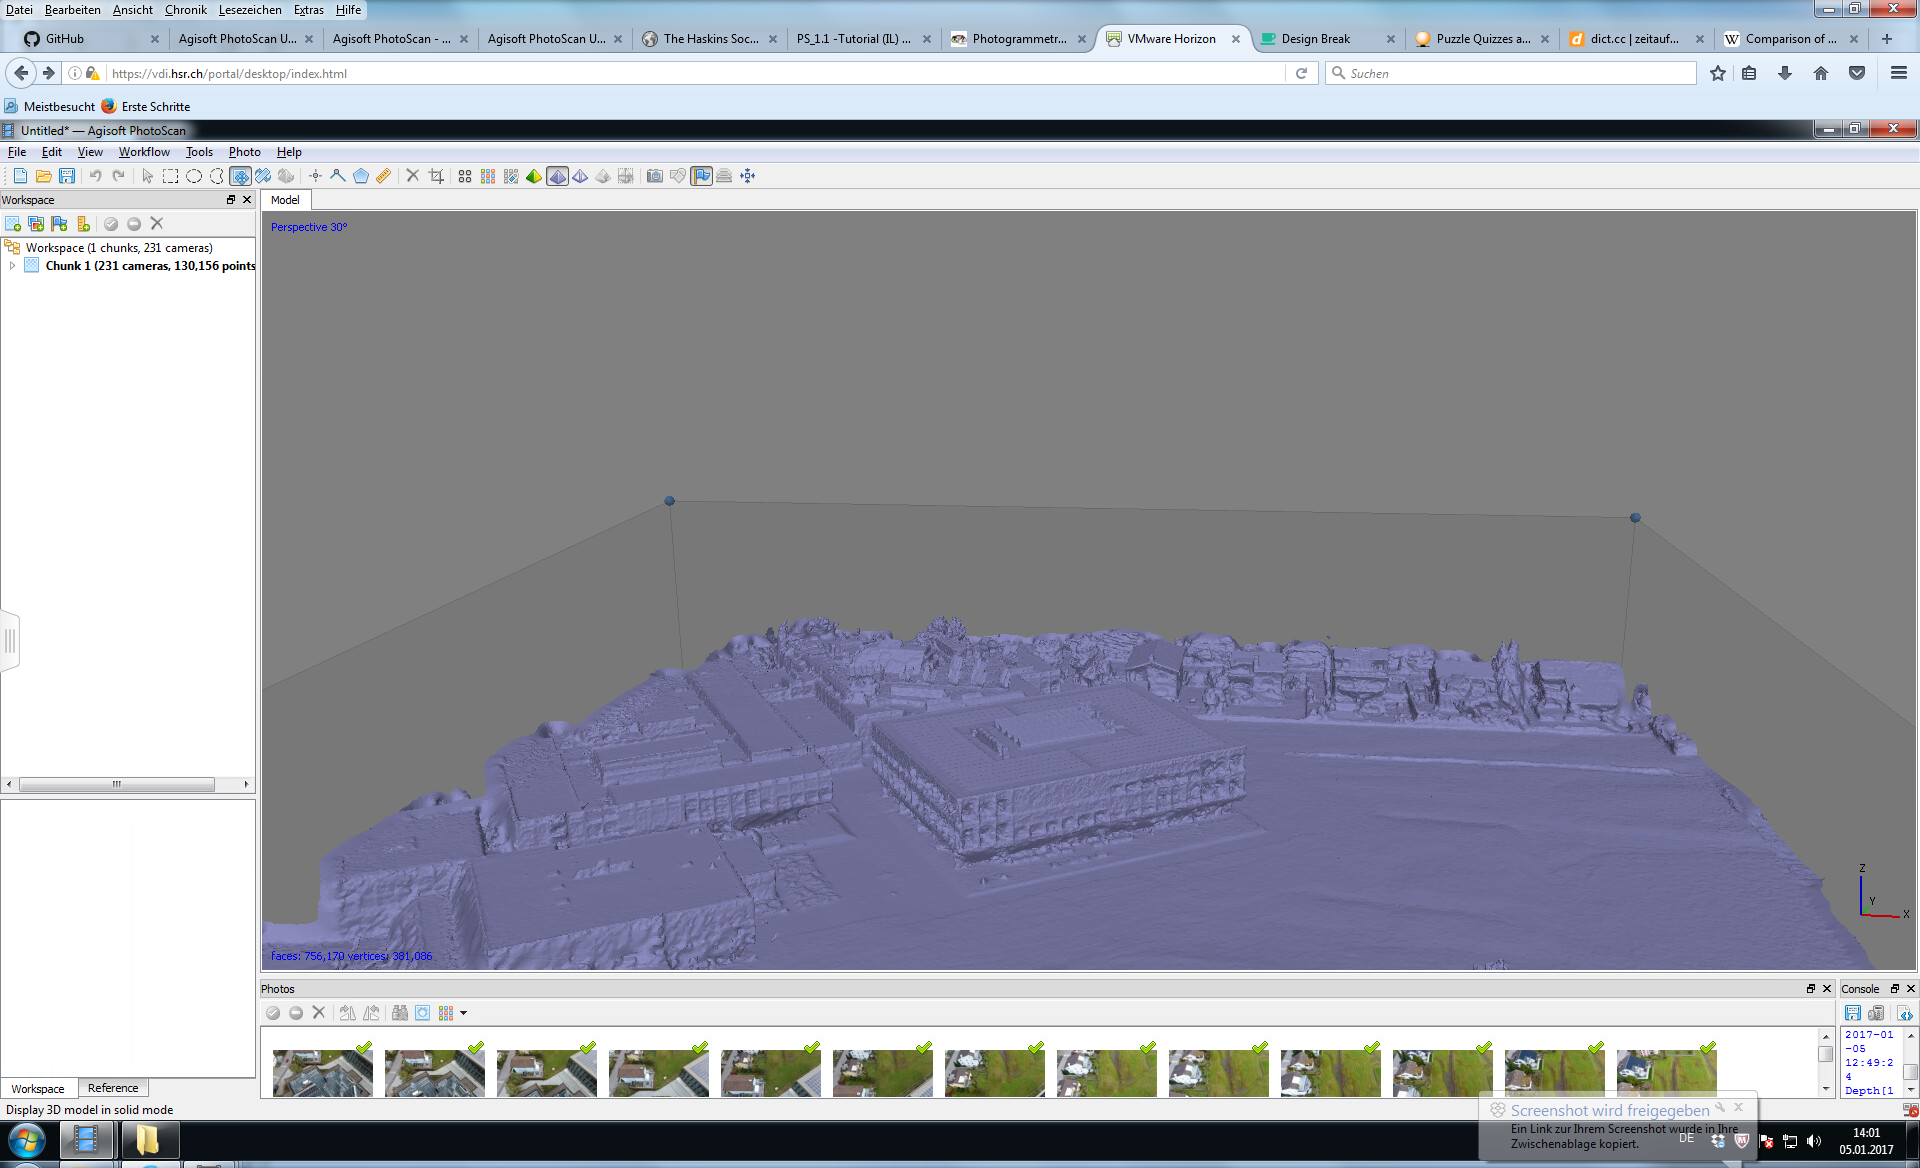 Datei Bearbeiten Ansicht Chronik Lesezeichen Extras Hilfe
GitHub
Agisoft PhotoScan U...
Agisoft PhotoScan - ...
Agisoft PhotoScan U...
The Haskins Soc...
PS_1.1 -Tutorial (IL) ...
Photogrammetr...
VMware Horizon
Design Break
Puzzle Quizzes a...
dict.cc | zeitauf...
Comparison of ...
https://vdi.hsr.ch/portal/desktop/index.html
Suchen
Meistbesucht Erste Schritte
Untitled* — Agisoft PhotoScan
File Edit View Workflow Tools Photo Help
Workspace
Model
Workspace (1 chunks, 231 cameras)
Chunk 1 (231 cameras, 130,156 points
Perspective 30°
Z
Y
X
faces: 756,170 vertices: 381,086
Photos
Console
2017-01
-05
12:49:2
4
Depth[1
Workspace
Reference
Display 3D model in solid mode
Screenshot wird freigegeben
Ein Link zur Ihrem Screenshot wurde in Ihre
Zwischenablage kopiert.
DE
14:01
05.01.2017